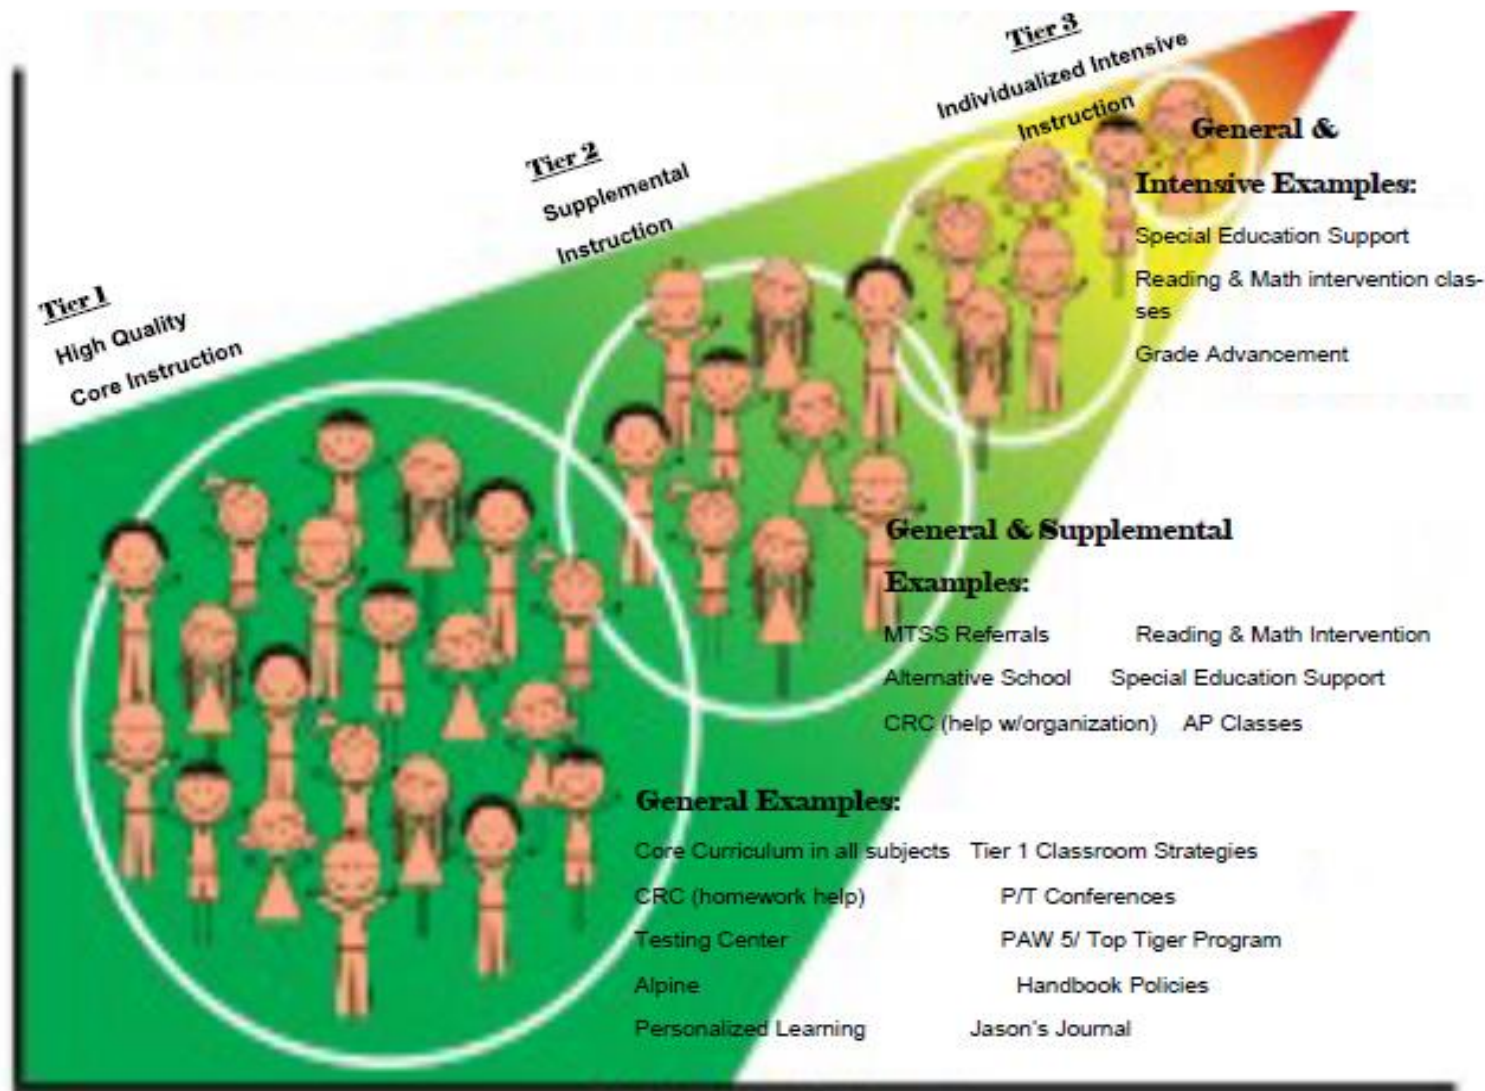 Tier 1
High Quality
Core Instruction
Tier 2
Supplemental
Instruction
Tier 3
Individualized Intensive
Instruction
General &
Intensive Examples:
Special Education Support
Reading & Math intervention clas-
ses
Grade Advancement
General & Supplemental
Examples:
MTSS Referrals Reading & Math Intervention
Alternative School Special Education Support
CRC (help w/organization) AP Classes
General Examples:
Core Curriculum in all subjects Tier 1 Classroom Strategies
CRC (homework help) P/T Conferences
Testing Center PAW 5/ Top Tiger Program
Alpine Handbook Policies
Personalized Learning Jason's Journal